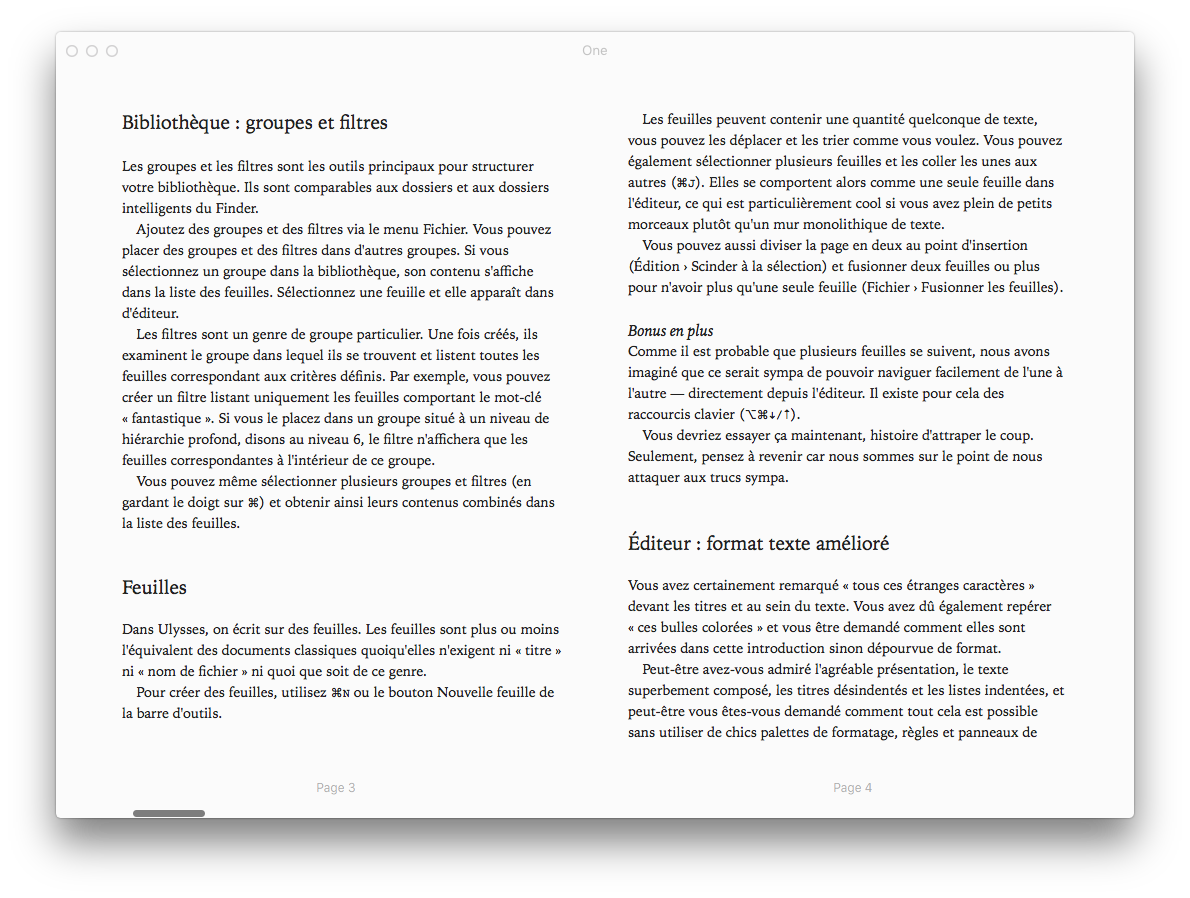 One
Bibliothèque : groupes et filtres
Les groupes et les filtres sont les outils principaux pour structurer
votre bibliothèque. Ils sont comparables aux dossiers et aux dossiers
intelligents du Finder.
Ajoutez des groupes et des filtres via le menu Fichier. Vous pouvez
placer des groupes et des filtres dans d'autres groupes. Si vous
sélectionnez un groupe dans la bibliothèque, son contenu s'affiche
dans la liste des feuilles. Sélectionnez une feuille et elle apparaît dans
d'éditeur.
Les filtres sont un genre de groupe particulier. Une fois créés, ils
examinent le groupe dans lequel ils se trouvent et listent toutes les
feuilles correspondant aux critères définis. Par exemple, vous pouvez
créer un filtre listant uniquement les feuilles comportant le mot-clé
« fantastique ». Si vous le placez dans un groupe situé à un niveau de
hiérarchie profond, disons au niveau 6, le filtre n'affichera que les
feuilles correspondantes à l'intérieur de ce groupe.
Vous pouvez même sélectionner plusieurs groupes et filtres (en
gardant le doigt sur ⌘) et obtenir ainsi leurs contenus combinés dans
la liste des feuilles.
Feuilles
Dans Ulysses, on écrit sur des feuilles. Les feuilles sont plus ou moins
l'équivalent des documents classiques quoiqu'elles n'exigent ni « titre »
ni « nom de fichier » ni quoi que soit de ce genre.
Pour créer des feuilles, utilisez ⌘N ou le bouton Nouvelle feuille de
la barre d'outils.
Page 3
Les feuilles peuvent contenir une quantité quelconque de texte,
vous pouvez les déplacer et les trier comme vous voulez. Vous pouvez
également sélectionner plusieurs feuilles et les coller les unes aux
autres (⌘J). Elles se comportent alors comme une seule feuille dans
l'éditeur, ce qui est particulièrement cool si vous avez plein de petits
morceaux plutôt qu'un mur monolithique de texte.
Vous pouvez aussi diviser la page en deux au point d'insertion
(Édition › Scinder à la sélection) et fusionner deux feuilles ou plus
pour n'avoir plus qu'une seule feuille (Fichier › Fusionner les feuilles).
Bonus en plus
Comme il est probable que plusieurs feuilles se suivent, nous avons
imaginé que ce serait sympa de pouvoir naviguer facilement de l'une à
l'autre — directement depuis l'éditeur. Il existe pour cela des
raccourcis clavier (⌥⌘↓/↑).
Vous devriez essayer ça maintenant, histoire d'attraper le coup.
Seulement, pensez à revenir car nous sommes sur le point de nous
attaquer aux trucs sympa.
Éditeur : format texte amélioré
Vous avez certainement remarqué « tous ces étranges caractères »
devant les titres et au sein du texte. Vous avez dû également repérer
« ces bulles colorées » et vous être demandé comment elles sont
arrivées dans cette introduction sinon dépourvue de format.
Peut-être avez-vous admiré l'agréable présentation, le texte
superbement composé, les titres désindentés et les listes indentées, et
peut-être vous êtes-vous demandé comment tout cela est possible
sans utiliser de chics palettes de formatage, règles et panneaux de
Page 4